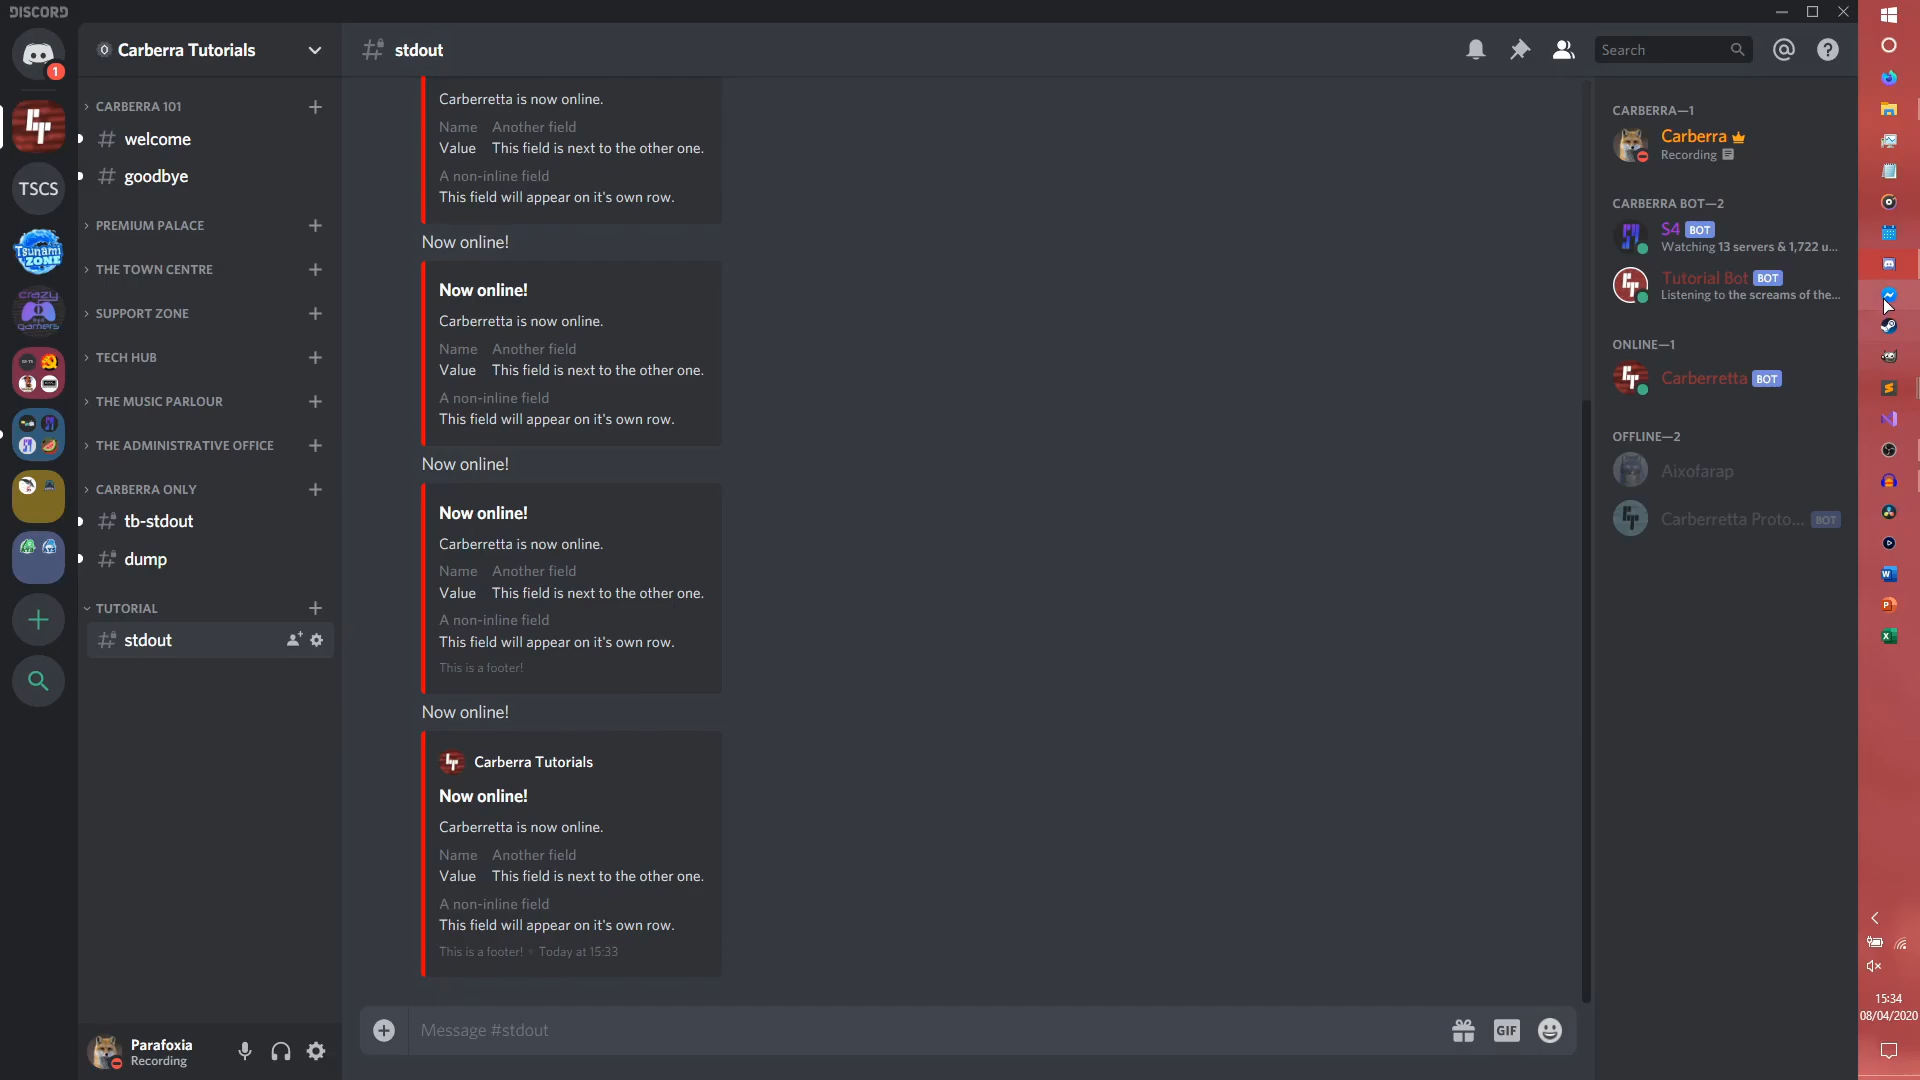 DISCORD
1
TSCS
Tsunami
ZONE
crazy
gamers
Carberra Tutorials
CARBERRA 101
welcome
goodbye
PREMIUM PALACE
THE TOWN CENTRE
SUPPORT ZONE
TECH HUB
THE MUSIC PARLOUR
THE ADMINISTRATIVE OFFICE
CARBERRA ONLY
tb-stdout
dump
TUTORIAL
stdout
Parafoxia
Recording
stdout
Search
Carberretta is now online.
Name Another field
Value This field is next to the other one.
A non-inline field
This field will appear on it's own row.
Now online!
Now online!
Carberretta is now online.
Name Another field
Value This field is next to the other one.
A non-inline field
This field will appear on it's own row.
Now online!
Now online!
Carberretta is now online.
Name Another field
Value This field is next to the other one.
A non-inline field
This field will appear on it's own row.
This is a footer!
Now online!
Carberra Tutorials
Now online!
Carberretta is now online.
Name Another field
Value This field is next to the other one.
A non-inline field
This field will appear on it's own row.
This is a footer! • Today at 15:33
Message #stdout
GIF
CARBERRA—1
Carberra
Recording
CARBERRA BOT—2
S4 BOT
Watching 13 servers & 1,722 u...
Tutorial Bot BOT
Listening to the screams of the...
ONLINE—1
Carberretta BOT
OFFLINE—2
Aixofarap
Carberretta Proto... BOT
15:34
08/04/2020